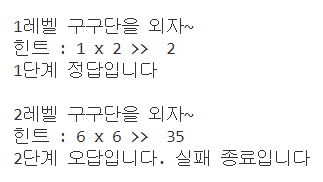 1레벨 구구단을 외자~
힌트 : 1 x 2 >> 2
1단계 정답입니다
2레벨 구구단을 외자~
힌트 : 6 x 6 >> 35
2단계 오답입니다. 실패 종료입니다